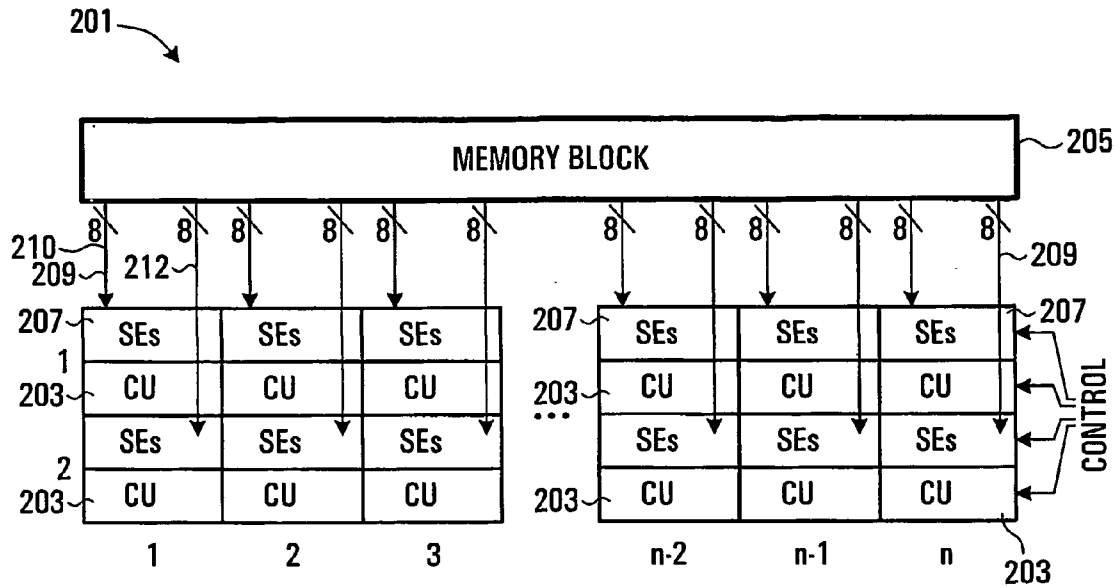 201
MEMORY BLOCK
205
8 8 8 8 8 8 8 8 8 8 8 8
210
209 212 209
207 SEs SEs SEs 207 SEs SEs SEs 207
1
203 CU CU CU 203 CU CU CU
...
SEs SEs SEs SEs SEs SEs
2
203 CU CU CU 203 CU CU CU
CONTROL
1 2 3 n-2 n-1 n
203